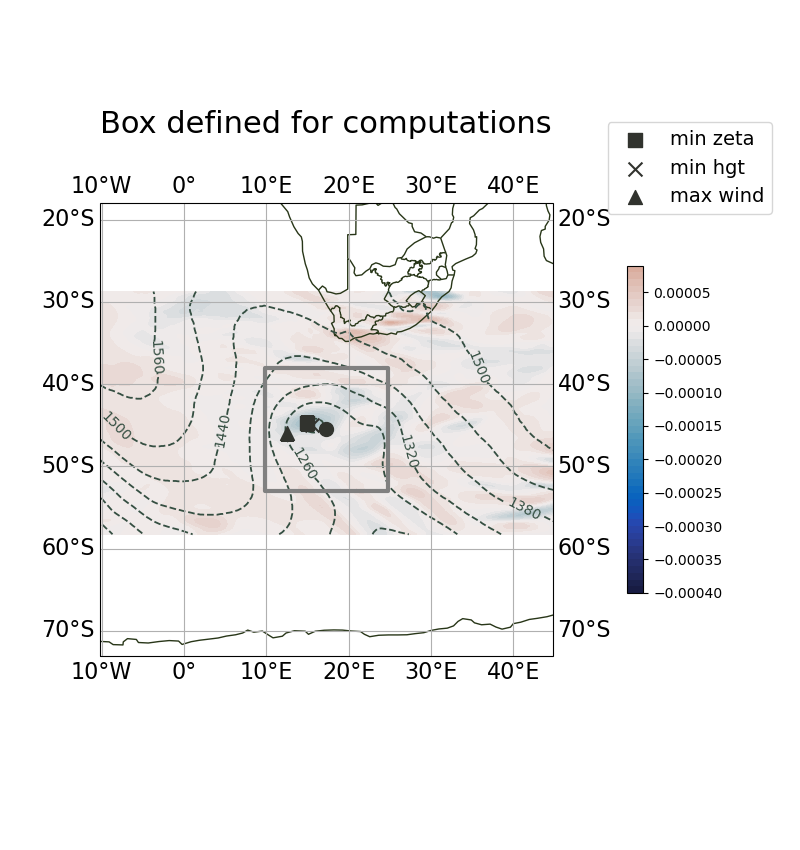 Box defined for computations
min zeta
min hgt
max wind
10°W 0° 10°E 20°E 30°E 40°E
20°S 20°S
30°S 30°S
40°S 40°S
50°S 50°S
60°S 60°S
70°S 70°S
10°W 0° 10°E 20°E 30°E 40°E
1560
1500
1500
1440
1320
1260
1380
0.00005
0.00000
−0.00005
−0.00010
−0.00015
−0.00020
−0.00025
−0.00030
−0.00035
−0.00040